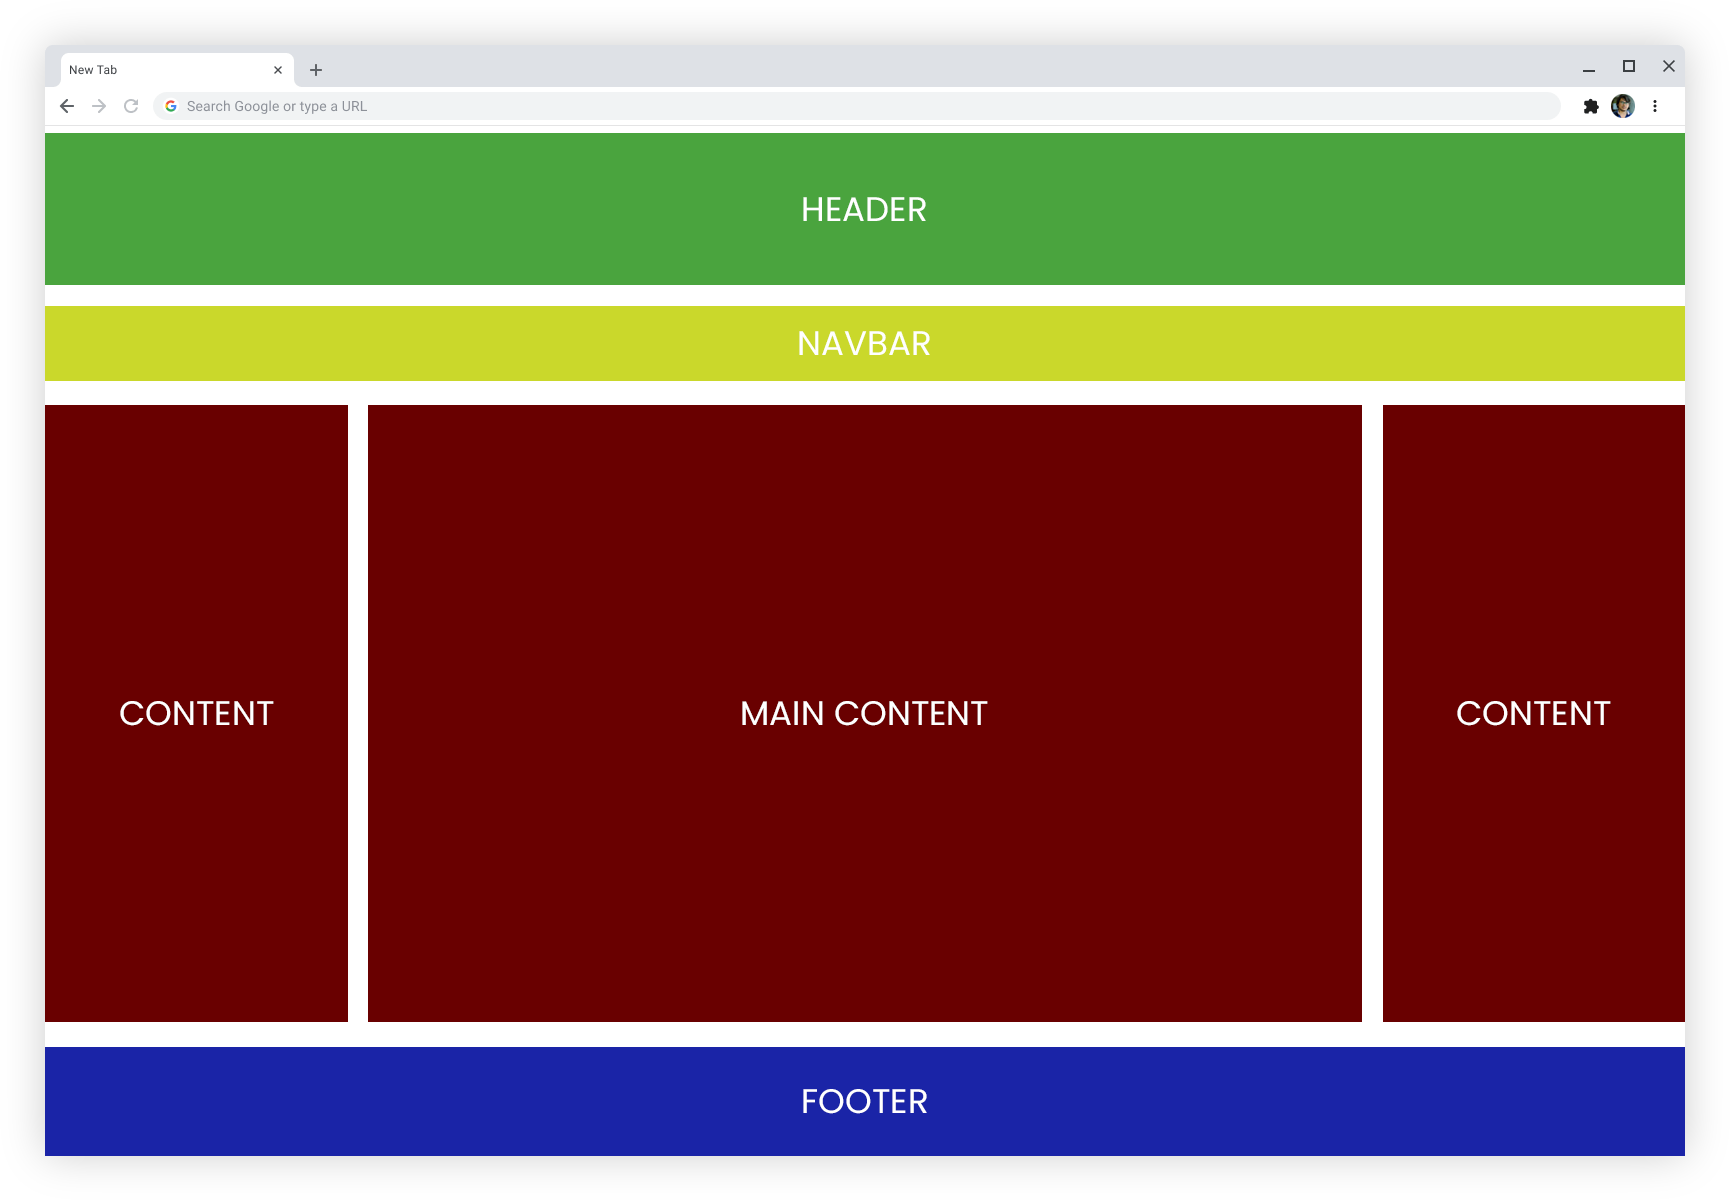 New Tab
Search Google or type a URL
HEADER
NAVBAR
CONTENT
MAIN CONTENT
CONTENT
FOOTER